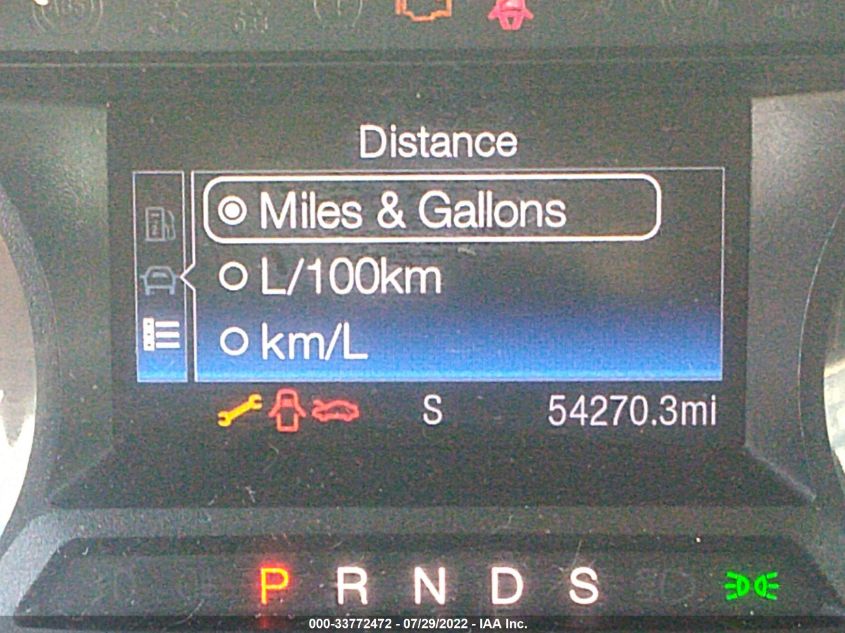 Distance
Miles & Gallons
L/100km
km/L
S 54270.3mi
P R N D S
000-33772472 - 07/29/2022 - IAA Inc.